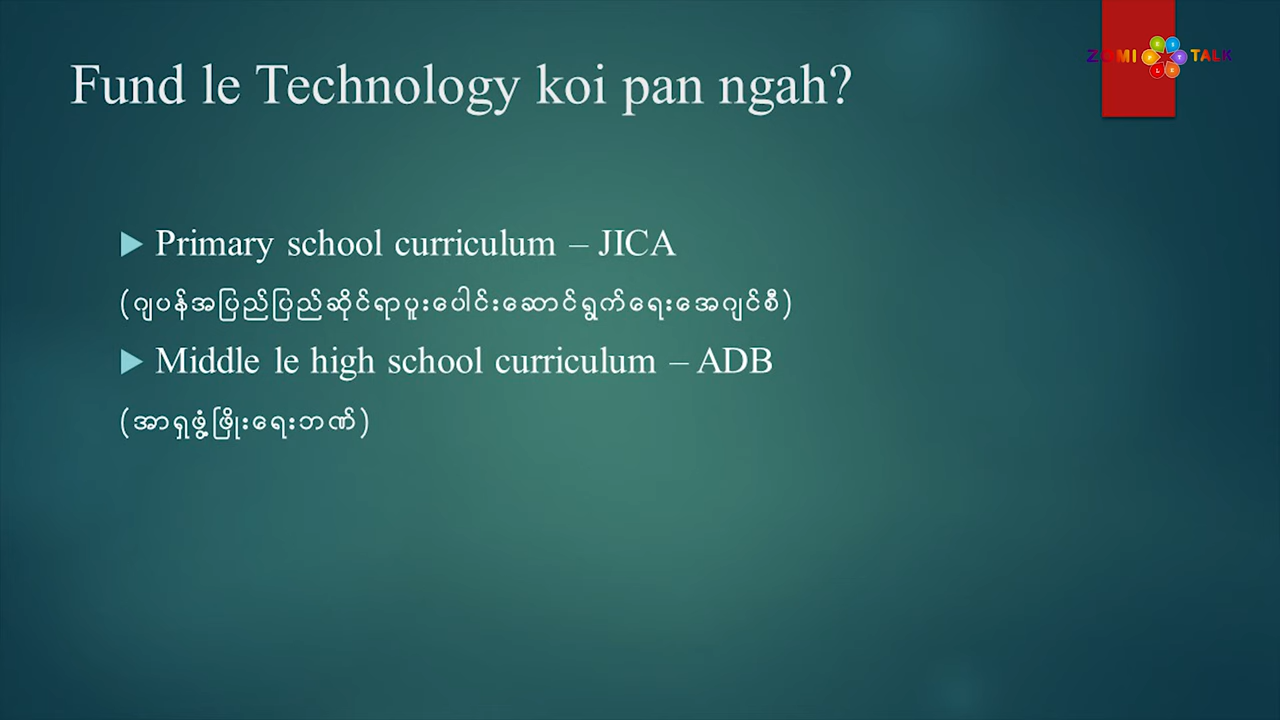 Fund le Technology koi pan ngah?
ZOMI TALK
Primary school curriculum – JICA
(ဂျပန်အပြည်ပြည်ဆိုင်ရာပူးပေါင်းဆောင်ရွက်ရေးအေဂျင်စီ)
Middle le high school curriculum – ADB
(အာရှဖွံ့ဖြိုးရေးဘဏ်)